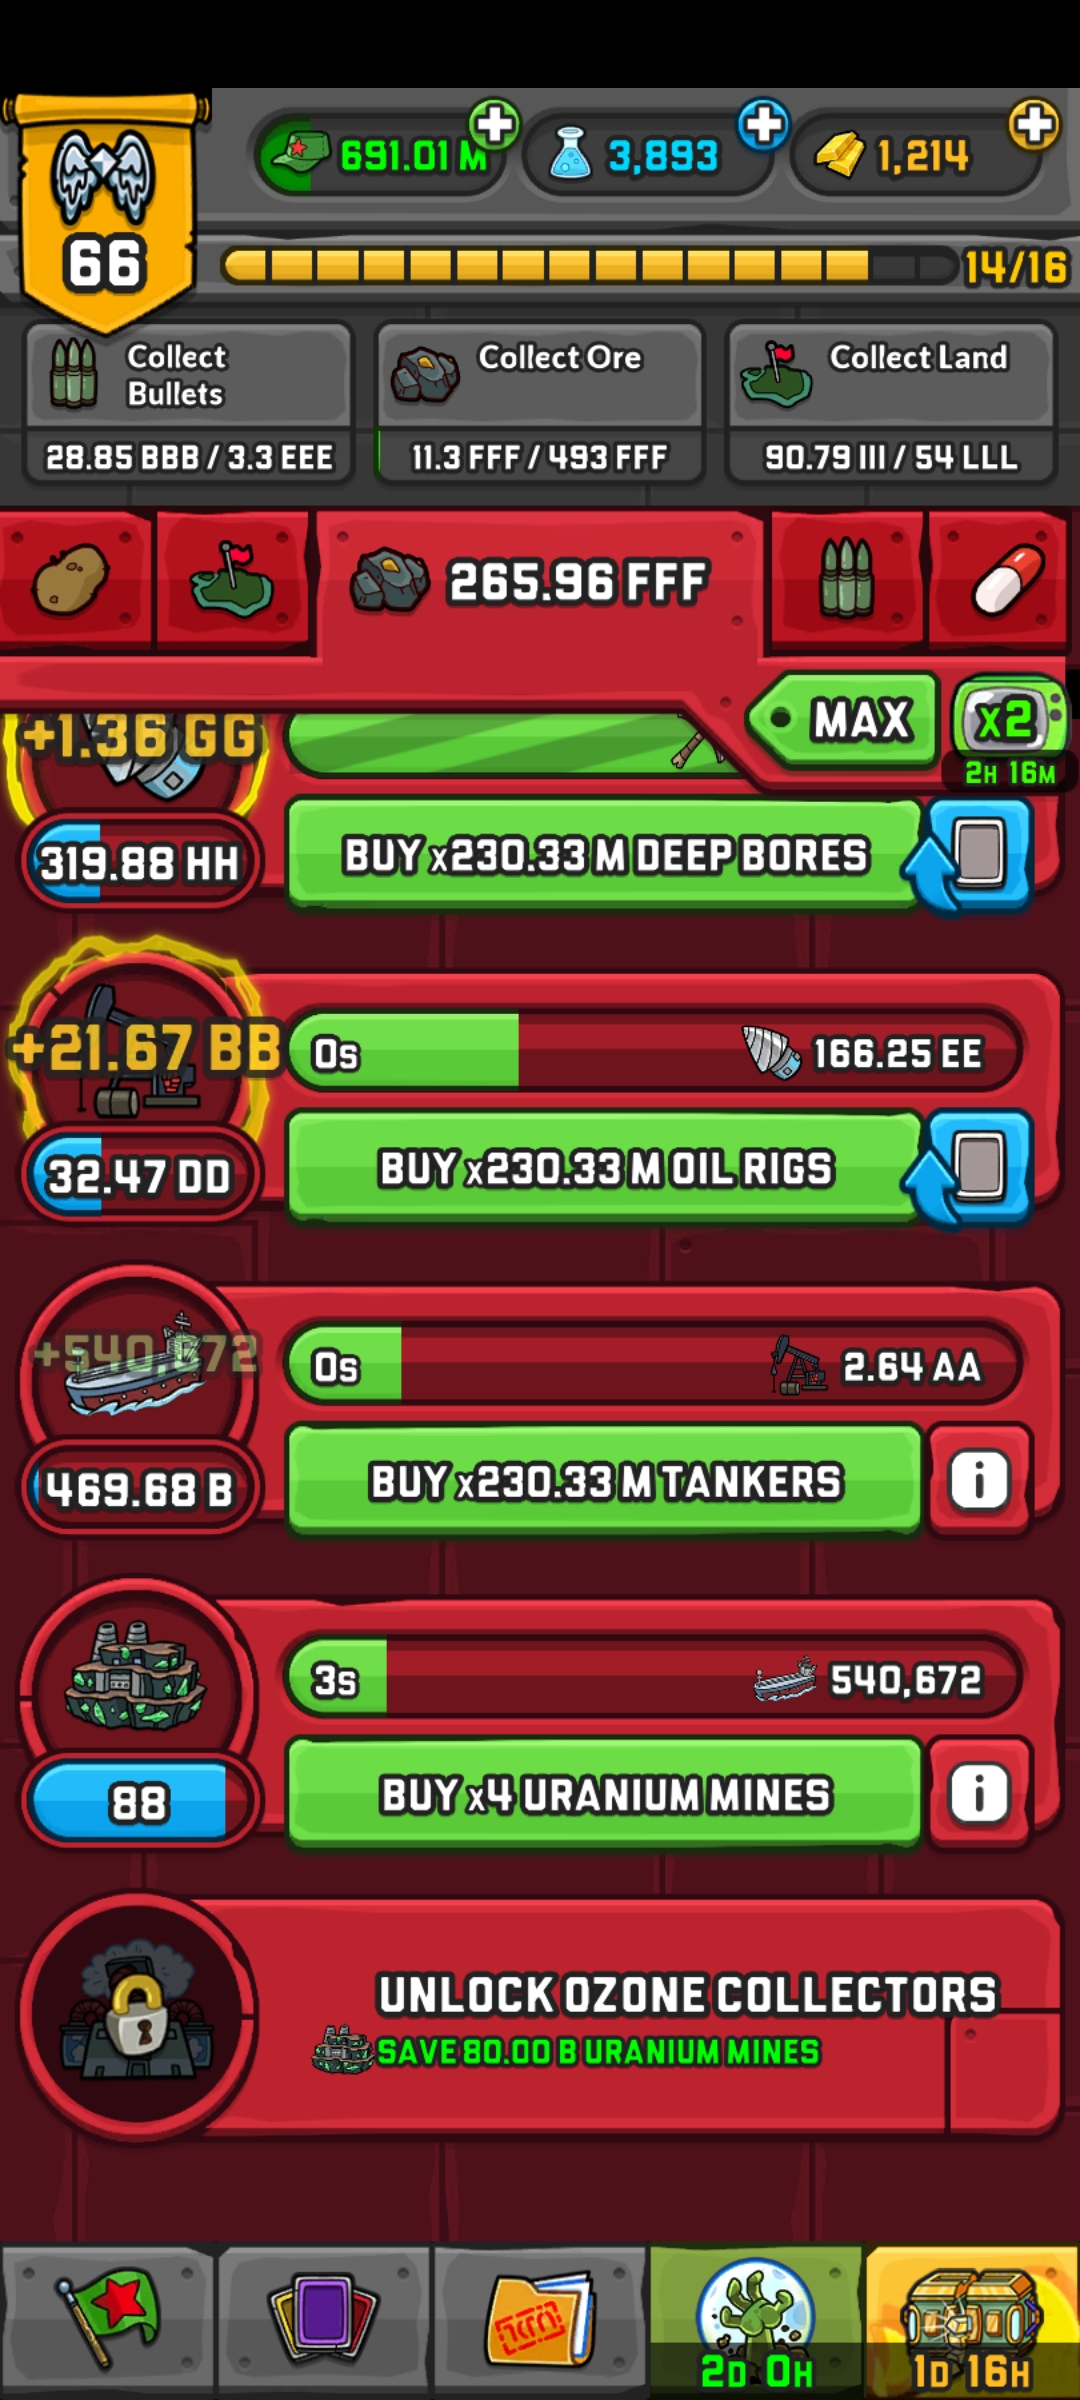 691.01 M
3,893
1,214
66
14/16
Collect
Bullets
28.85 BBB / 3.3 EEE
Collect Ore
11.3 FFF / 493 FFF
Collect Land
90.79 III / 54 LLL
265.96 FFF
MAX
x2
2H 16M
+1.36 GG
319.88 HH
BUY x230.33 M DEEP BORES
+21.67 BB
0s
166.25 EE
32.47 DD
BUY x230.33 M OIL RIGS
+540,672
0s
2.64 AA
469.68 B
BUY x230.33 M TANKERS
i
3s
540,672
88
BUY x4 URANIUM MINES
i
UNLOCK OZONE COLLECTORS
SAVE 80.00 B URANIUM MINES
2D 0H
1D 16H